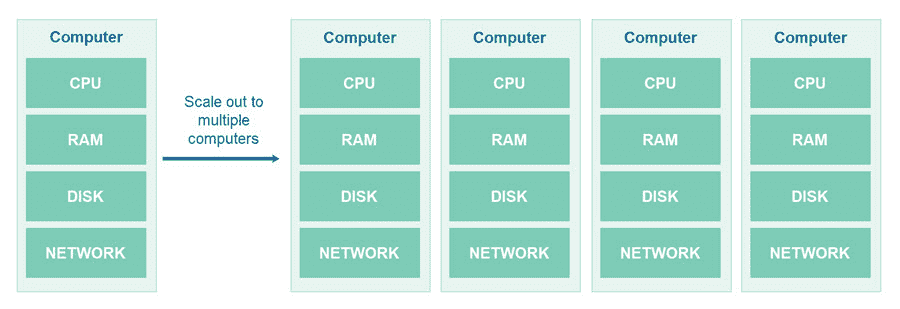 Computer
CPU
RAM
DISK
NETWORK
Scale out to
multiple
computers
Computer
CPU
RAM
DISK
NETWORK
Computer
CPU
RAM
DISK
NETWORK
Computer
CPU
RAM
DISK
NETWORK
Computer
CPU
RAM
DISK
NETWORK